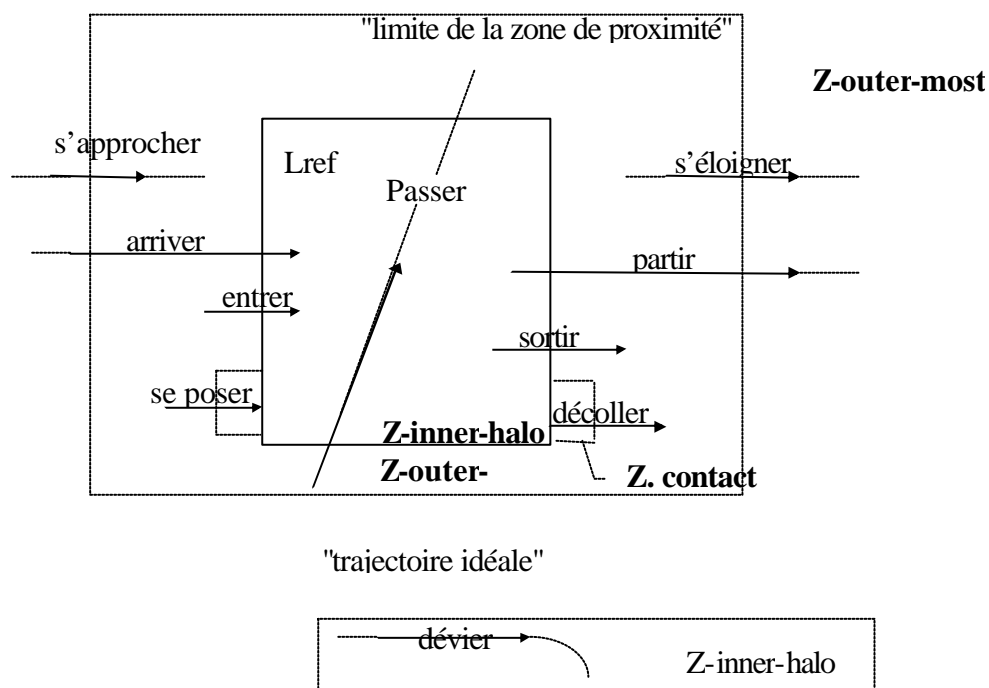 "limite de la zone de proximité"
Z-outer-most
s'approcher
Lref
s'éloigner
Passer
arriver
partir
entrer
sortir
se poser
décoller
Z-inner-halo
Z-outer-
Z. contact
"trajectoire idéale"
dévier
Z-inner-halo